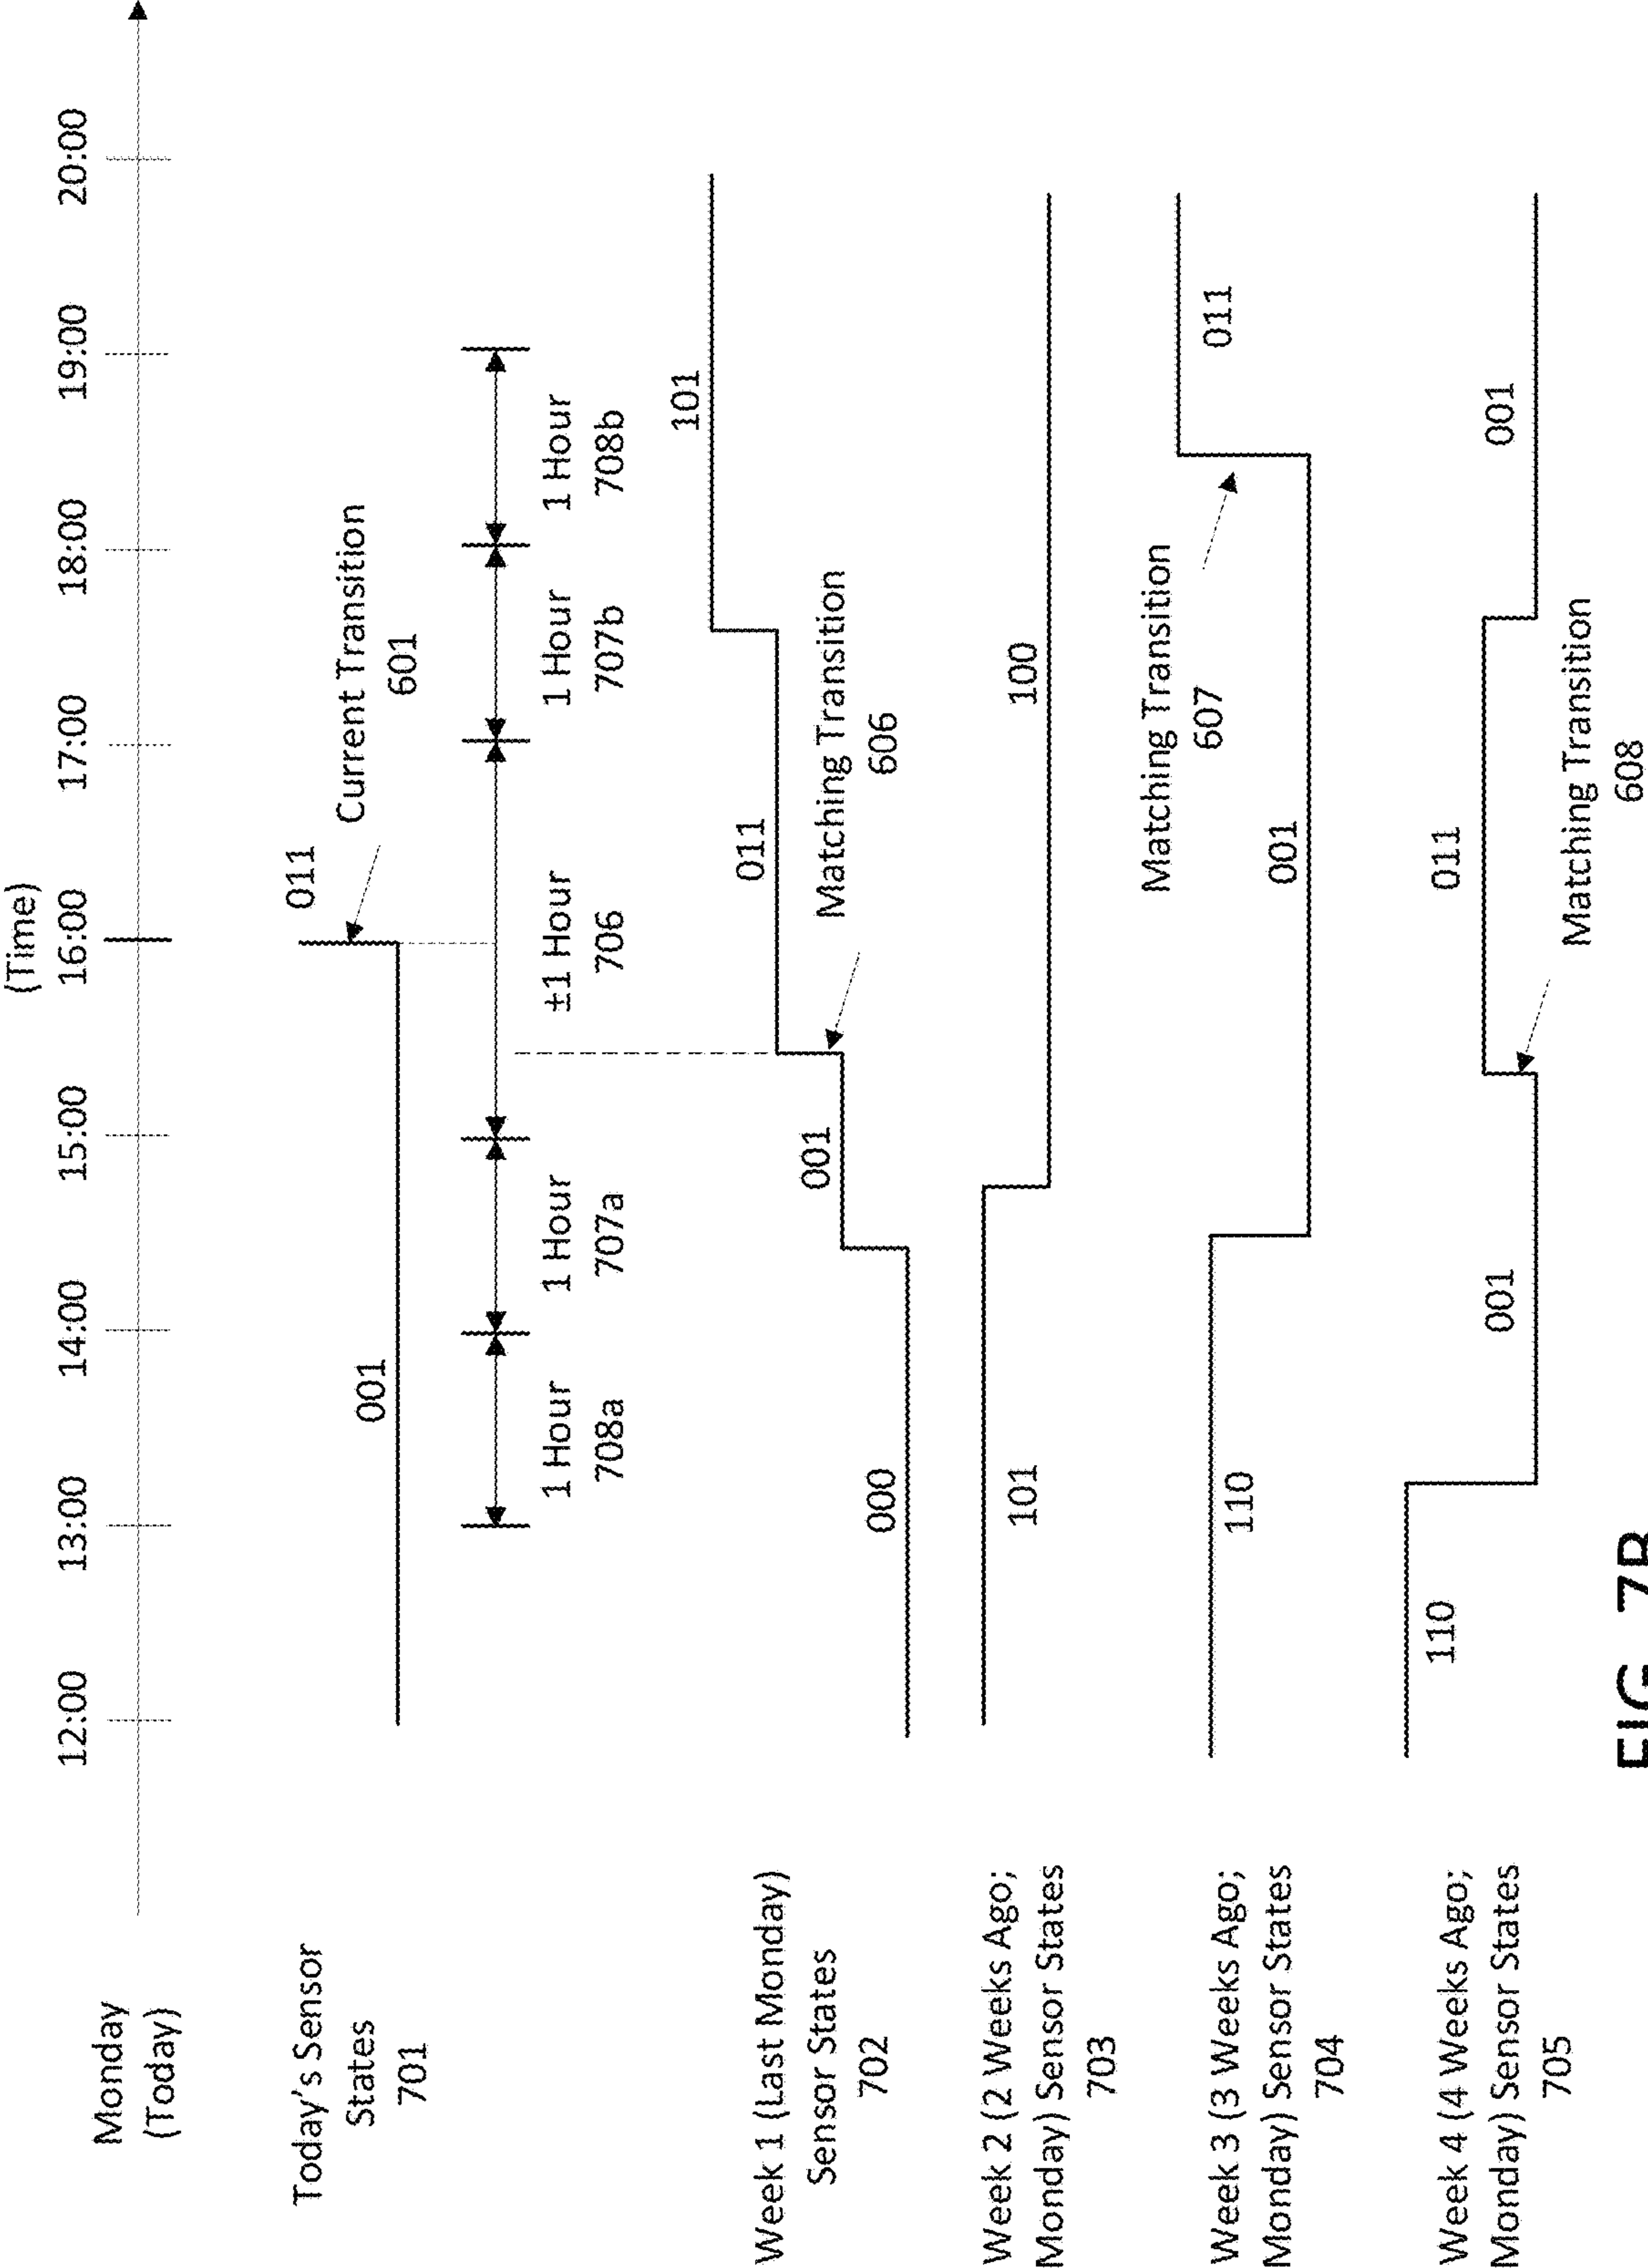 (Time)
12:00 13:00 14:00 15:00 16:00 17:00 18:00 19:00 20:00
Monday
(Today)
Today's Sensor
States
701
001
011
Current Transition
601
1 Hour
708a
1 Hour
707a
±1 Hour
706
1 Hour
707b
1 Hour
708b
Week 1 (Last Monday)
Sensor States
702
000
001
011
101
Matching Transition
606
Week 2 (2 Weeks Ago;
Monday) Sensor States
703
101
100
Week 3 (3 Weeks Ago;
Monday) Sensor States
704
110
001
011
Matching Transition
607
Week 4 (4 Weeks Ago;
Monday) Sensor States
705
110
001
011
001
Matching Transition
608
FIG. 7B